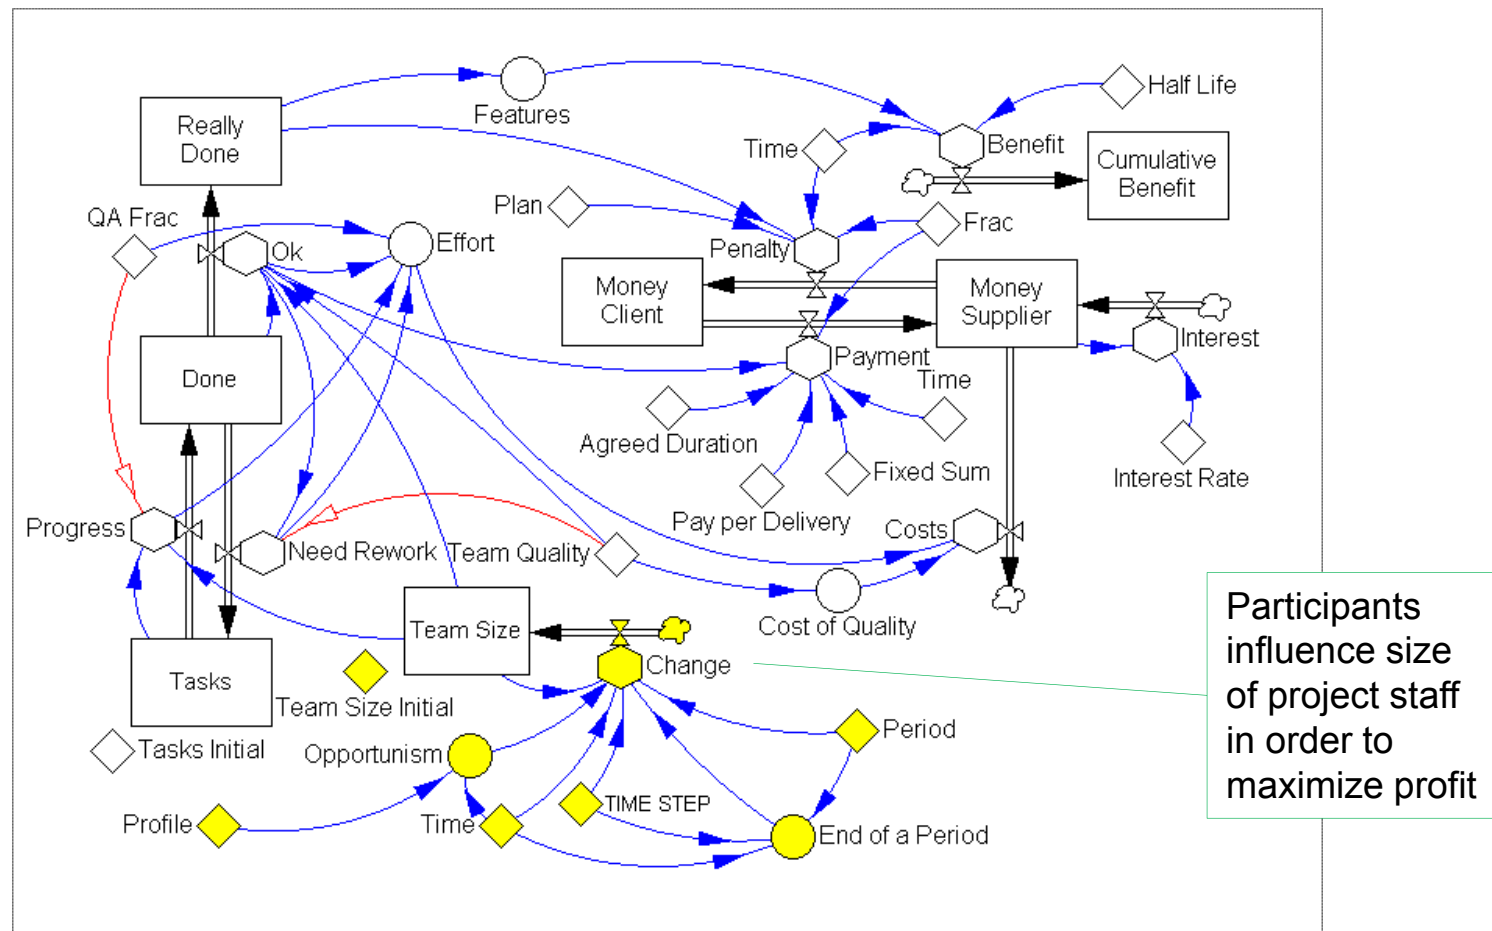 Features
Half Life
Really
Done
Time
Benefit
Cumulative
Benefit
QA Frac
Plan
Frac
Ok
Effort
Penalty
Money
Client
Money
Supplier
Interest
Payment
Time
Done
Agreed Duration
Fixed Sum
Interest Rate
Pay per Delivery
Progress
Need Rework
Team Quality
Costs
Cost of Quality
Team Size
Change
Tasks
Team Size Initial
Tasks Initial
Opportunism
Period
Profile
Time
TIME STEP
End of a Period
Participants
influence size
of project staff
in order to
maximize profit